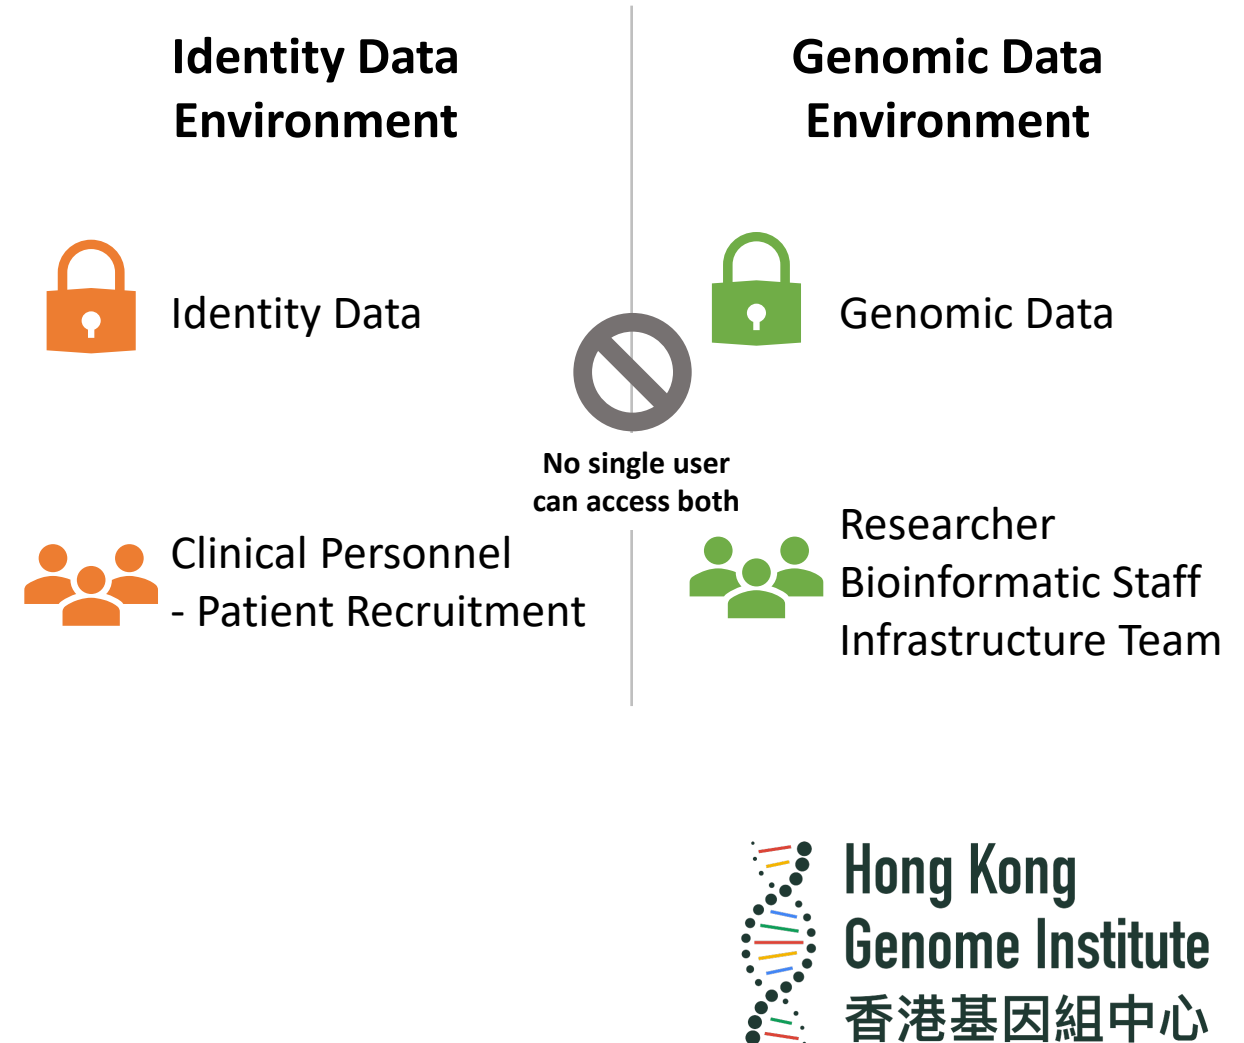 Identity Data
Environment
Genomic Data
Environment
Identity Data
Genomic Data
No single user
can access both
Clinical Personnel
- Patient Recruitment
Researcher
Bioinformatic Staff
Infrastructure Team
Hong Kong
Genome Institute
香港基因組中心